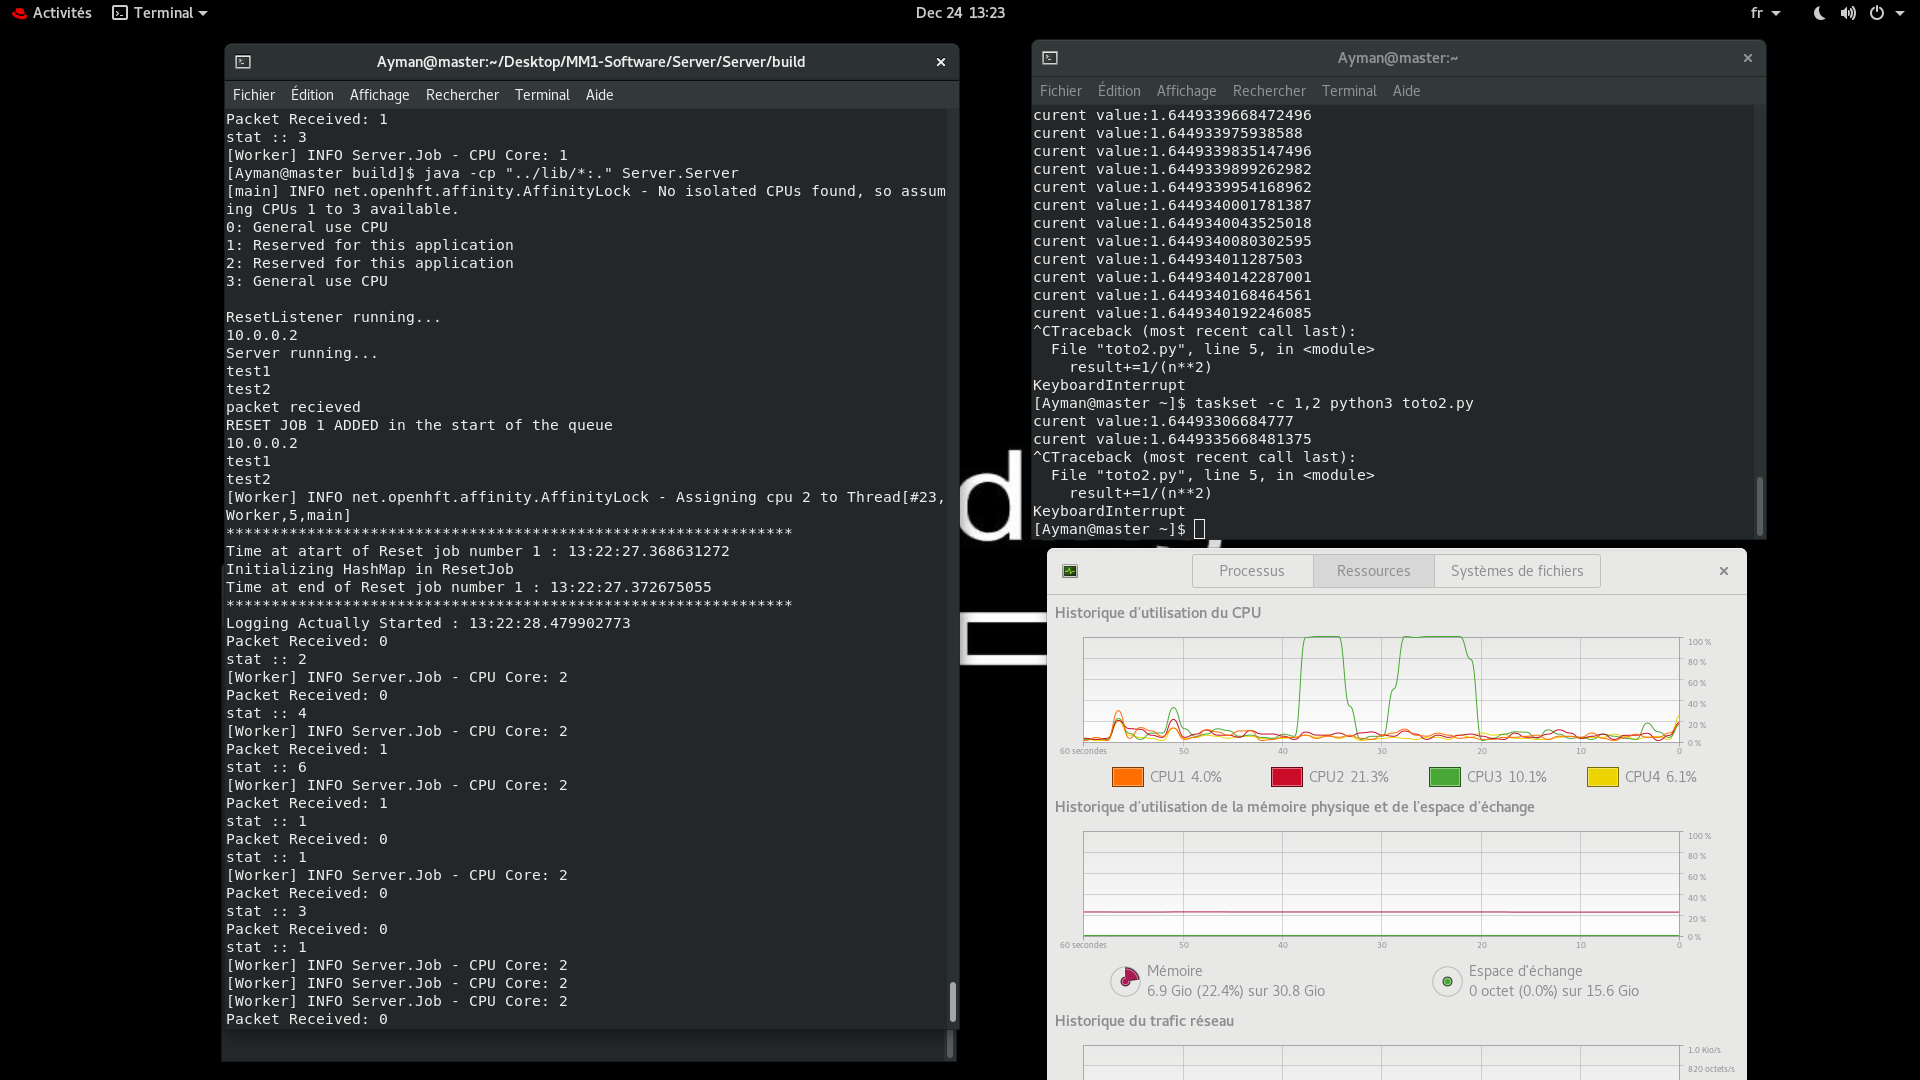 Activités
Terminal
Dec 24 13:23
fr
Ayman@master:~/Desktop/MM1-Software/Server/Server/build
Fichier Édition Affichage Rechercher Terminal Aide
Packet Received: 1
stat :: 3
[Worker] INFO Server.Job - CPU Core: 1
[Ayman@master build]$ java -cp "../lib/*:." Server.Server
[main] INFO net.openhft.affinity.AffinityLock - No isolated CPUs found, so assum
ing CPUs 1 to 3 available.
0: General use CPU
1: Reserved for this application
2: Reserved for this application
3: General use CPU
ResetListener running...
10.0.0.2
Server running...
test1
test2
packet recieved
RESET JOB 1 ADDED in the start of the queue
10.0.0.2
test1
test2
[Worker] INFO net.openhft.affinity.AffinityLock - Assigning cpu 2 to Thread[#23,
Worker,5,main]
***************************************************************
Time at atart of Reset job number 1 : 13:22:27.368631272
Initializing HashMap in ResetJob
Time at end of Reset job number 1 : 13:22:27.372675055
***************************************************************
Logging Actually Started : 13:22:28.479902773
Packet Received: 0
stat :: 2
[Worker] INFO Server.Job - CPU Core: 2
Packet Received: 0
stat :: 4
[Worker] INFO Server.Job - CPU Core: 2
Packet Received: 1
stat :: 6
[Worker] INFO Server.Job - CPU Core: 2
Packet Received: 1
stat :: 1
Packet Received: 0
stat :: 1
[Worker] INFO Server.Job - CPU Core: 2
Packet Received: 0
stat :: 3
Packet Received: 0
stat :: 1
[Worker] INFO Server.Job - CPU Core: 2
[Worker] INFO Server.Job - CPU Core: 2
[Worker] INFO Server.Job - CPU Core: 2
Packet Received: 0
Ayman@master:~
Fichier Édition Affichage Rechercher Terminal Aide
curent value:1.6449339668472496
curent value:1.644933975938588
curent value:1.6449339835147496
curent value:1.6449339899262982
curent value:1.6449339954168962
curent value:1.6449340001781387
curent value:1.6449340043525018
curent value:1.6449340080302595
curent value:1.644934011287503
curent value:1.6449340142287001
curent value:1.6449340168464561
curent value:1.6449340192246085
^CTraceback (most recent call last):
File "toto2.py", line 5, in <module>
result+=1/(n**2)
KeyboardInterrupt
[Ayman@master ~]$ taskset -c 1,2 python3 toto2.py
curent value:1.64493306684777
curent value:1.6449335668481375
^CTraceback (most recent call last):
File "toto2.py", line 5, in <module>
result+=1/(n**2)
KeyboardInterrupt
[Ayman@master ~]$
d
Processus Ressources Systèmes de fichiers
Historique d'utilisation du CPU
100 %
80 %
60 %
40 %
20 %
0 %
60 secondes 50 40 30 20 10 0
CPU1 4.0% CPU2 21.3% CPU3 10.1% CPU4 6.1%
Historique d'utilisation de la mémoire physique et de l'espace d'échange
100 %
80 %
60 %
40 %
20 %
0 %
60 secondes 50 40 30 20 10 0
Mémoire
6.9 Gio (22.4%) sur 30.8 Gio
Espace d'échange
0 octet (0.0%) sur 15.6 Gio
Historique du trafic réseau
1.0 Kio/s
820 octets/s